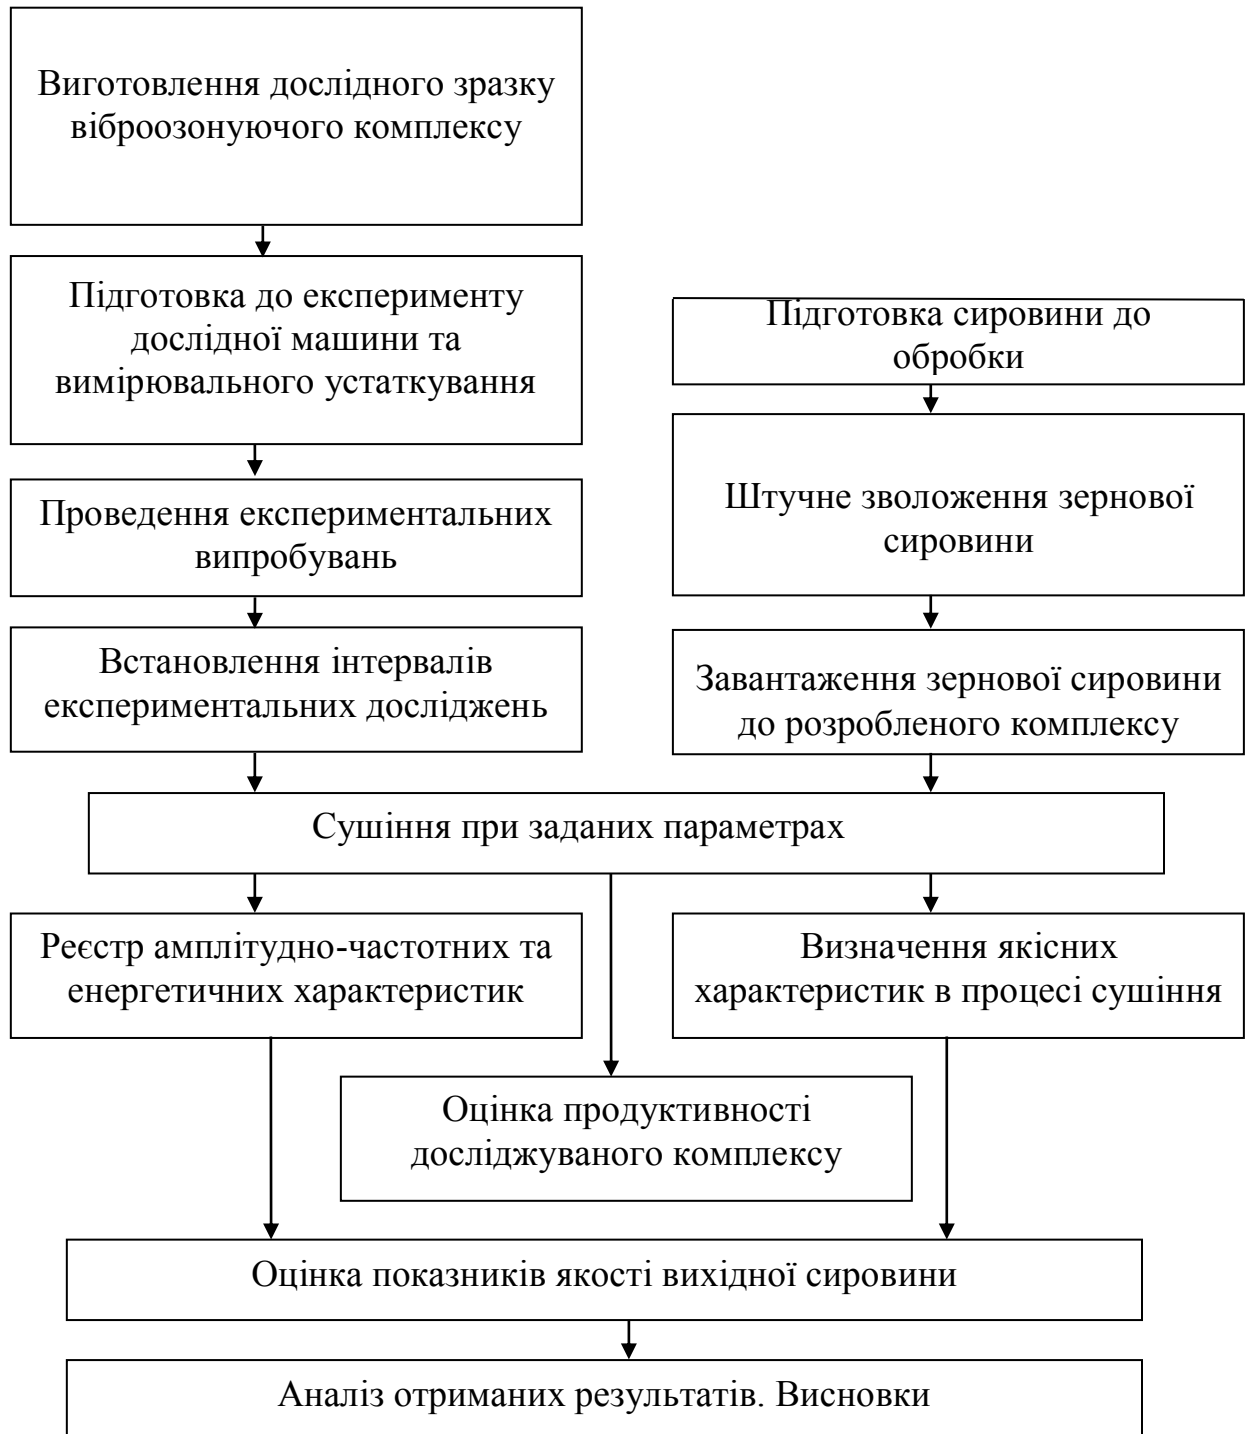 Виготовлення дослідного зразку
віброозонуючого комплексу
Підготовка до експерименту
дослідної машини та
вимірювального устаткування
Підготовка сировини до
обробки
Проведення експериментальних
випробувань
Штучне зволоження зернової
сировини
Встановлення інтервалів
експериментальних досліджень
Завантаження зернової сировини
до розробленого комплексу
Сушіння при заданих параметрах
Реєстр амплітудно-частотних та
енергетичних характеристик
Визначення якісних
характеристик в процесі сушіння
Оцінка продуктивності
досліджуваного комплексу
Оцінка показників якості вихідної сировини
Аналіз отриманих результатів. Висновки